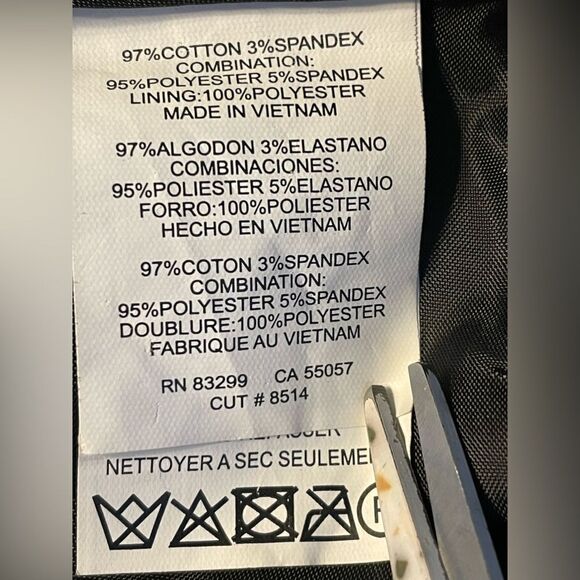 97%COTTON 3%SPANDEX
COMBINATION:
95%POLYESTER 5%SPANDEX
LINING:100%POLYESTER
MADE IN VIETNAM
97%ALGODON 3%ELASTANO
COMBINACIONES:
95%POLIESTER 5%ELASTANO
FORRO:100%POLIESTER
HECHO EN VIETNAM
97%COTON 3%SPANDEX
COMBINATION:
95%POLYESTER 5%SPANDEX
DOUBLURE:100%POLYESTER
FABRIQUE AU VIETNAM
RN 83299 CA 55057
CUT # 8514
NETTOYER A SEC